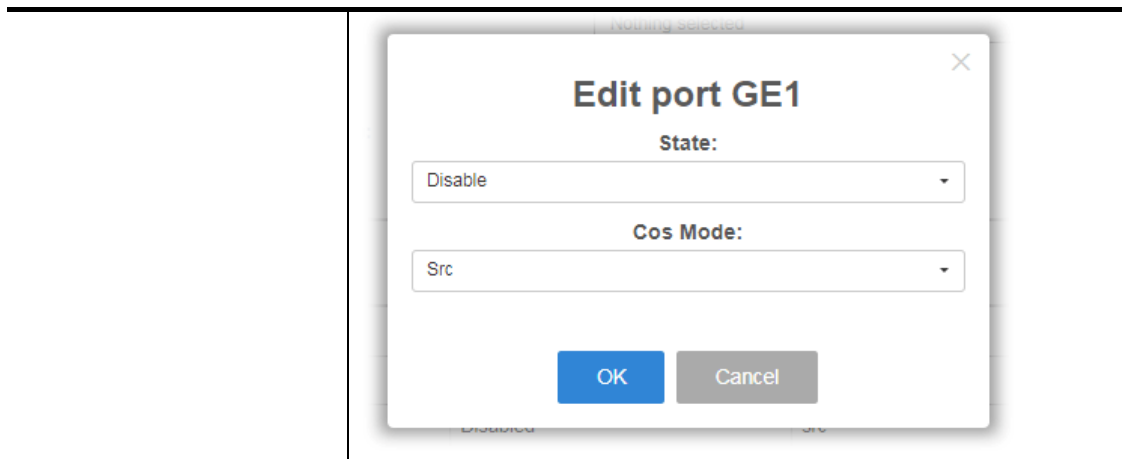 Nothing selected
Edit port GE1
State:
Disable
Cos Mode:
Src
OK
Cancel
Disabled
src